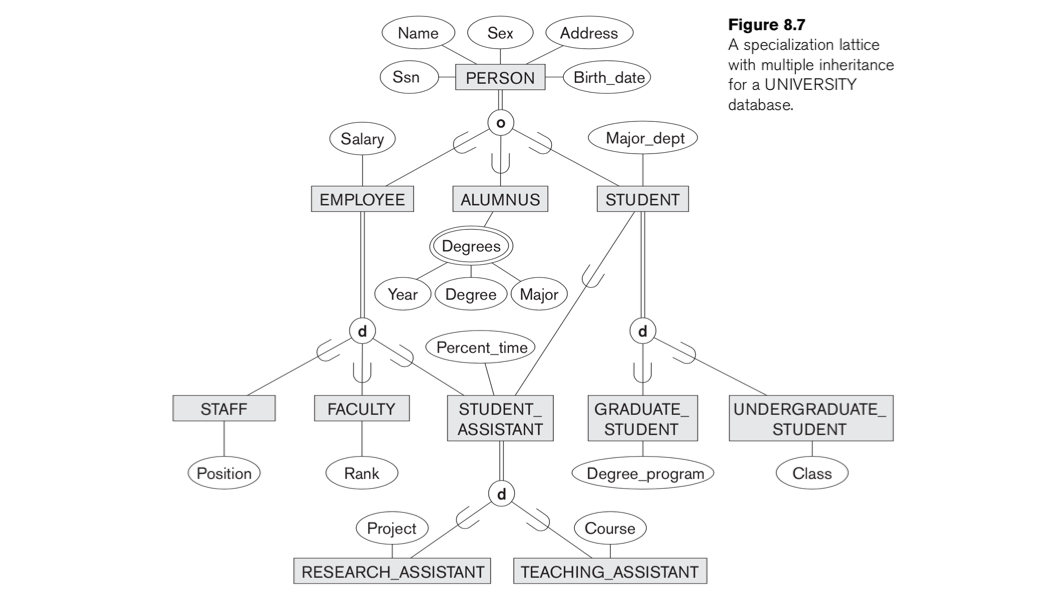 Figure 8.7
A specialization lattice
with multiple inheritance
for a UNIVERSITY
database.
Name
Sex
Address
Ssn
PERSON
Birth_date
o
Salary
Major_dept
EMPLOYEE
ALUMNUS
STUDENT
Degrees
Year
Degree
Major
d
d
Percent_time
STAFF
FACULTY
STUDENT_
ASSISTANT
GRADUATE_
STUDENT
UNDERGRADUATE_
STUDENT
Position
Rank
Degree_program
Class
d
Project
Course
RESEARCH_ASSISTANT
TEACHING_ASSISTANT